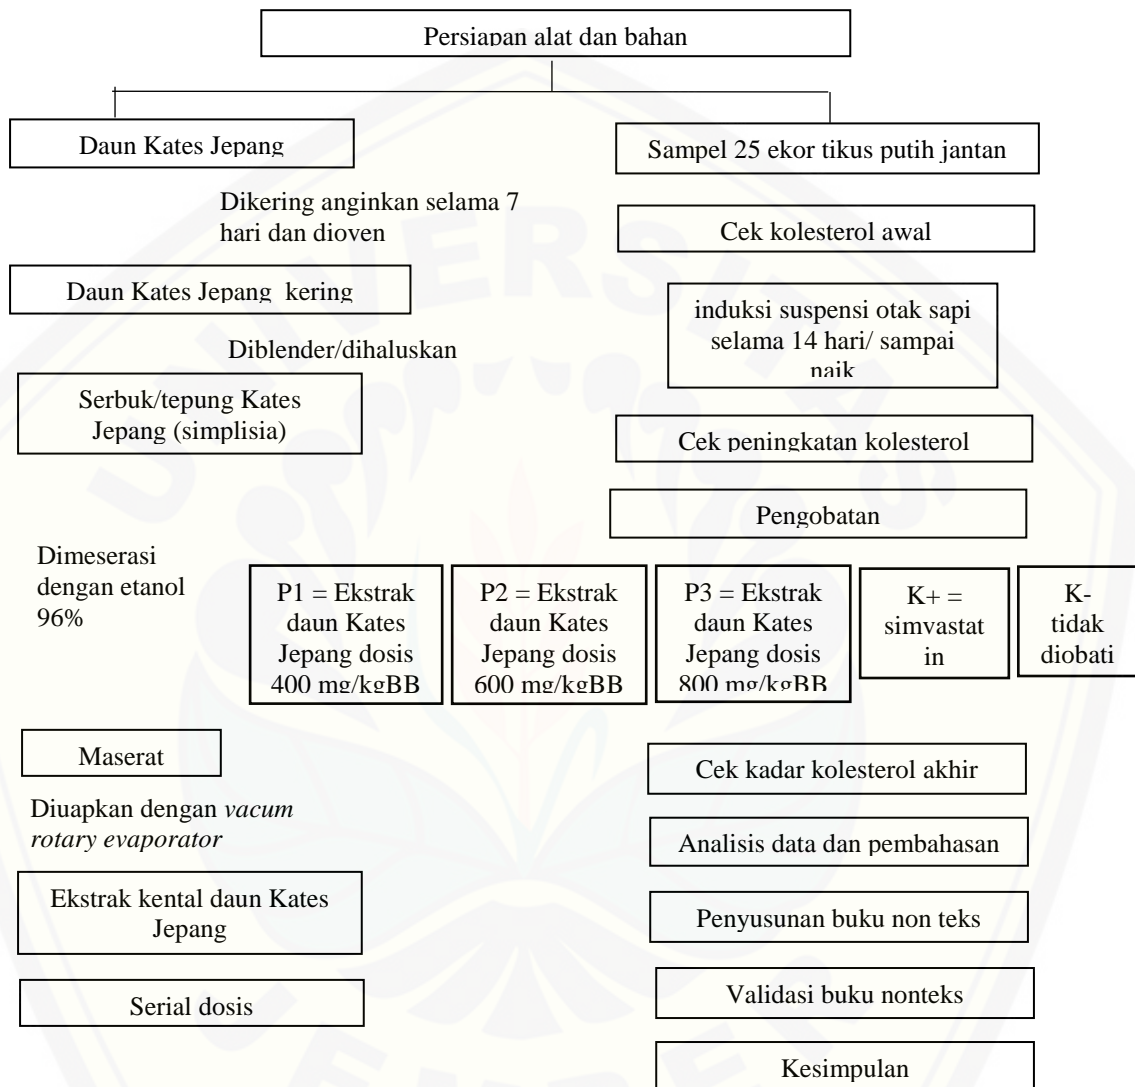 Persiapan alat dan bahan
Daun Kates Jepang
Sampel 25 ekor tikus putih jantan
Dikering anginkan selama 7
hari dan dioven
Cek kolesterol awal
Daun Kates Jepang kering
induksi suspensi otak sapi
selama 14 hari/ sampai
naik
Diblender/dihaluskan
Serbuk/tepung Kates
Jepang (simplisia)
Cek peningkatan kolesterol
Pengobatan
Dimeserasi
dengan etanol
96%
P1 = Ekstrak
daun Kates
Jepang dosis
400 mg/kgBB
P2 = Ekstrak
daun Kates
Jepang dosis
600 mg/kgBB
P3 = Ekstrak
daun Kates
Jepang dosis
800 mg/kgBB
K+ =
simvastat
in
K-
tidak
diobati
Maserat
Cek kadar kolesterol akhir
Diuapkan dengan vacum
rotary evaporator
Analisis data dan pembahasan
Ekstrak kental daun Kates
Jepang
Penyusunan buku non teks
Serial dosis
Validasi buku nonteks
Kesimpulan
UNIVERSITAS
JEMBER